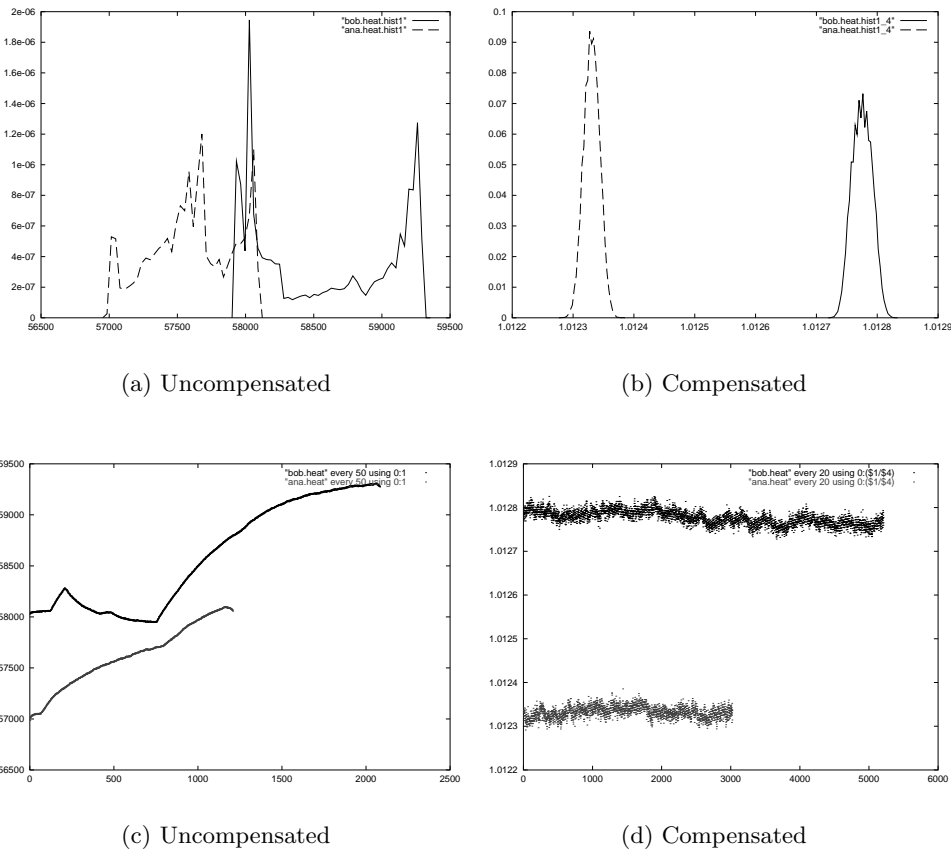 2e-06
1.8e-06
1.6e-06
1.4e-06
1.2e-06
1e-06
8e-07
6e-07
4e-07
2e-07
0
56500 57000 57500 58000 58500 59000 59500
"bob.heat.hist1"
"ana.heat.hist1"
(a) Uncompensated
0.1
0.09
0.08
0.07
0.06
0.05
0.04
0.03
0.02
0.01
0
1.0122 1.0123 1.0124 1.0125 1.0126 1.0127 1.0128 1.0129
"bob.heat.hist1_4"
"ana.heat.hist1_4"
(b) Compensated
59500
59000
58500
58000
57500
57000
56500
0 500 1000 1500 2000 2500
"bob.heat" every 50 using 0:1
"ana.heat" every 50 using 0:1
(c) Uncompensated
1.0129
1.0128
1.0127
1.0126
1.0125
1.0124
1.0123
1.0122
0 1000 2000 3000 4000 5000 6000
"bob.heat" every 20 using 0:($1/$4)
"ana.heat" every 20 using 0:($1/$4)
(d) Compensated